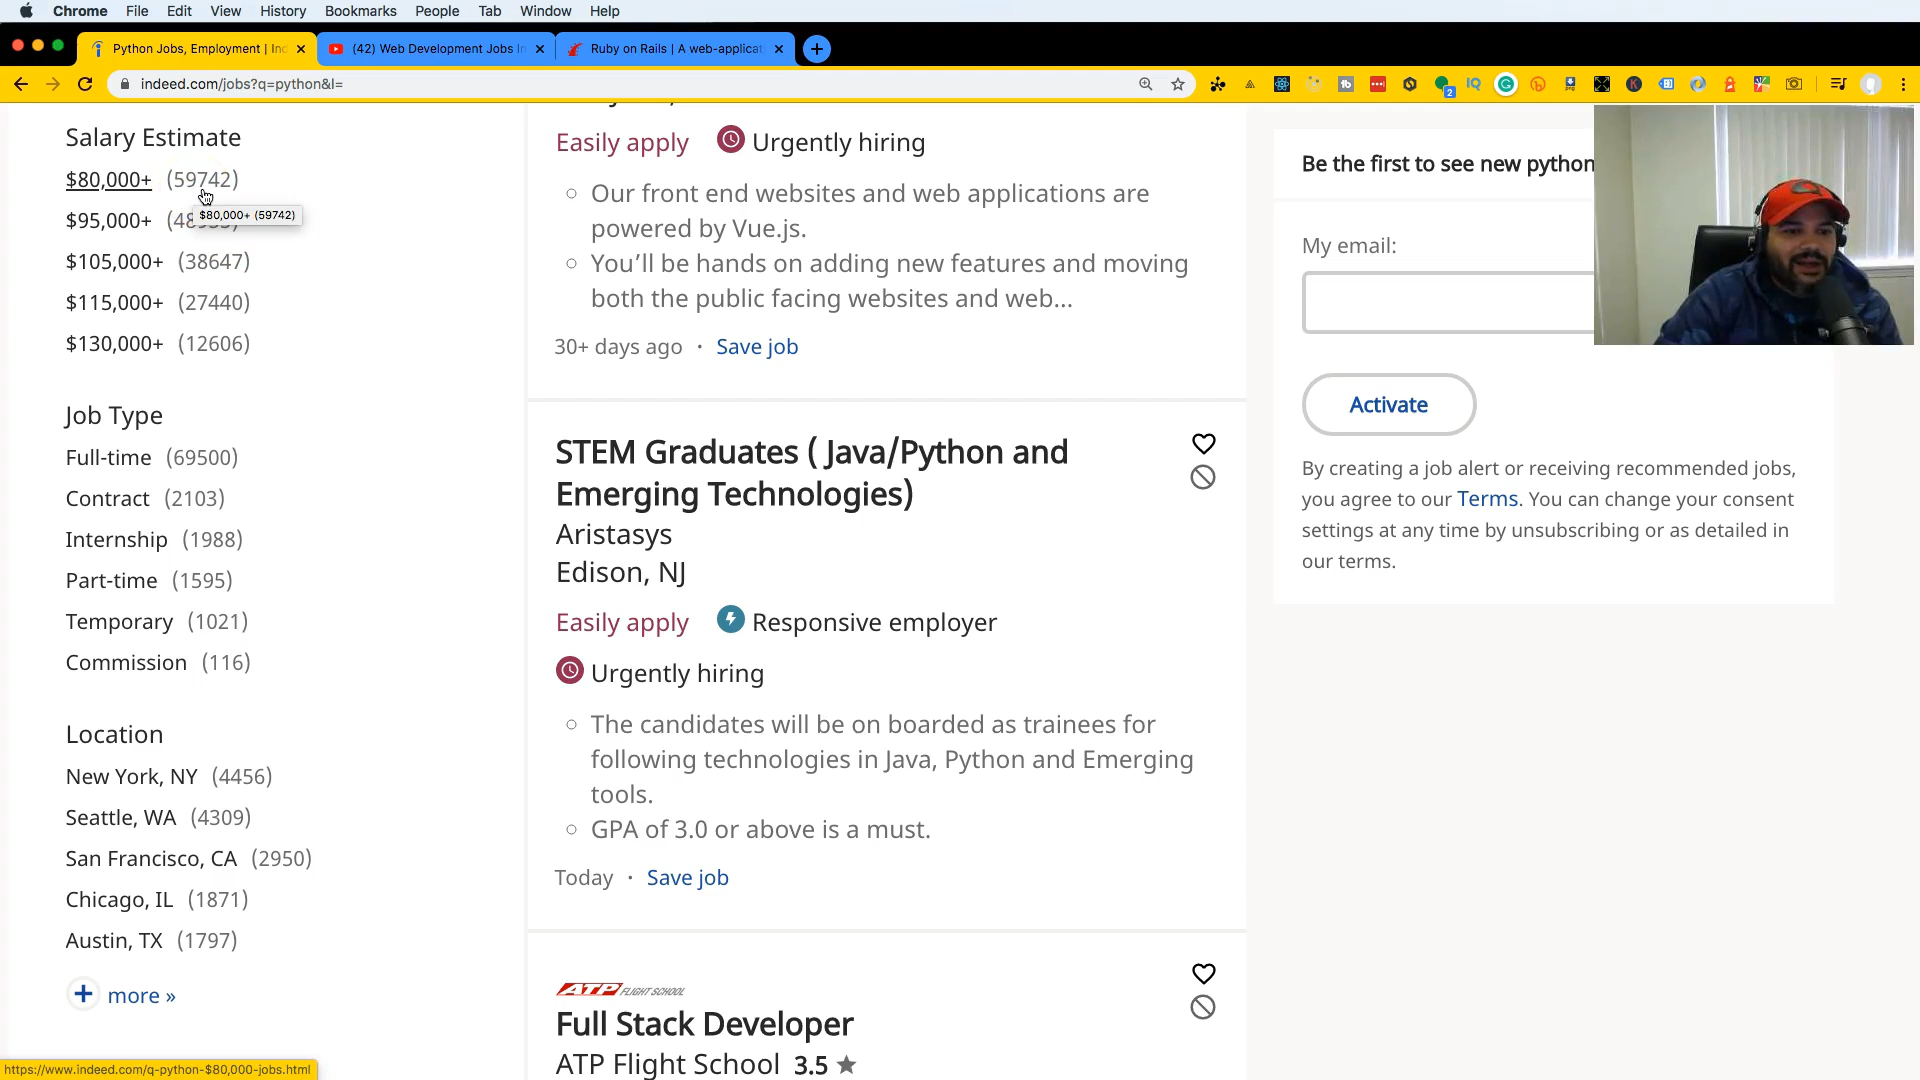 Chrome File Edit View History Bookmarks People Tab Window Help
Python Jobs, Employment | Ind
(42) Web Development Jobs In
Ruby on Rails | A web-applicat
indeed.com/jobs?q=python&l=
Salary Estimate
$80,000+ (59742)
$80,000+ (59742)
$95,000+
$105,000+ (38647)
$115,000+ (27440)
$130,000+ (12606)
Job Type
Full-time (69500)
Contract (2103)
Internship (1988)
Part-time (1595)
Temporary (1021)
Commission (116)
Location
New York, NY (4456)
Seattle, WA (4309)
San Francisco, CA (2950)
Chicago, IL (1871)
Austin, TX (1797)
+ more »
https://www.indeed.com/q-python-$80,000-jobs.html
Easily apply Urgently hiring
Our front end websites and web applications are
powered by Vue.js.
You’ll be hands on adding new features and moving
both the public facing websites and web...
30+ days ago · Save job
STEM Graduates ( Java/Python and
Emerging Technologies)
Aristasys
Edison, NJ
Easily apply Responsive employer
Urgently hiring
The candidates will be on boarded as trainees for
following technologies in Java, Python and Emerging
tools.
GPA of 3.0 or above is a must.
Today · Save job
ATP FLIGHT SCHOOL
Full Stack Developer
ATP Flight School 3.5
Be the first to see new python
My email:
Activate
By creating a job alert or receiving recommended jobs,
you agree to our Terms. You can change your consent
settings at any time by unsubscribing or as detailed in
our terms.